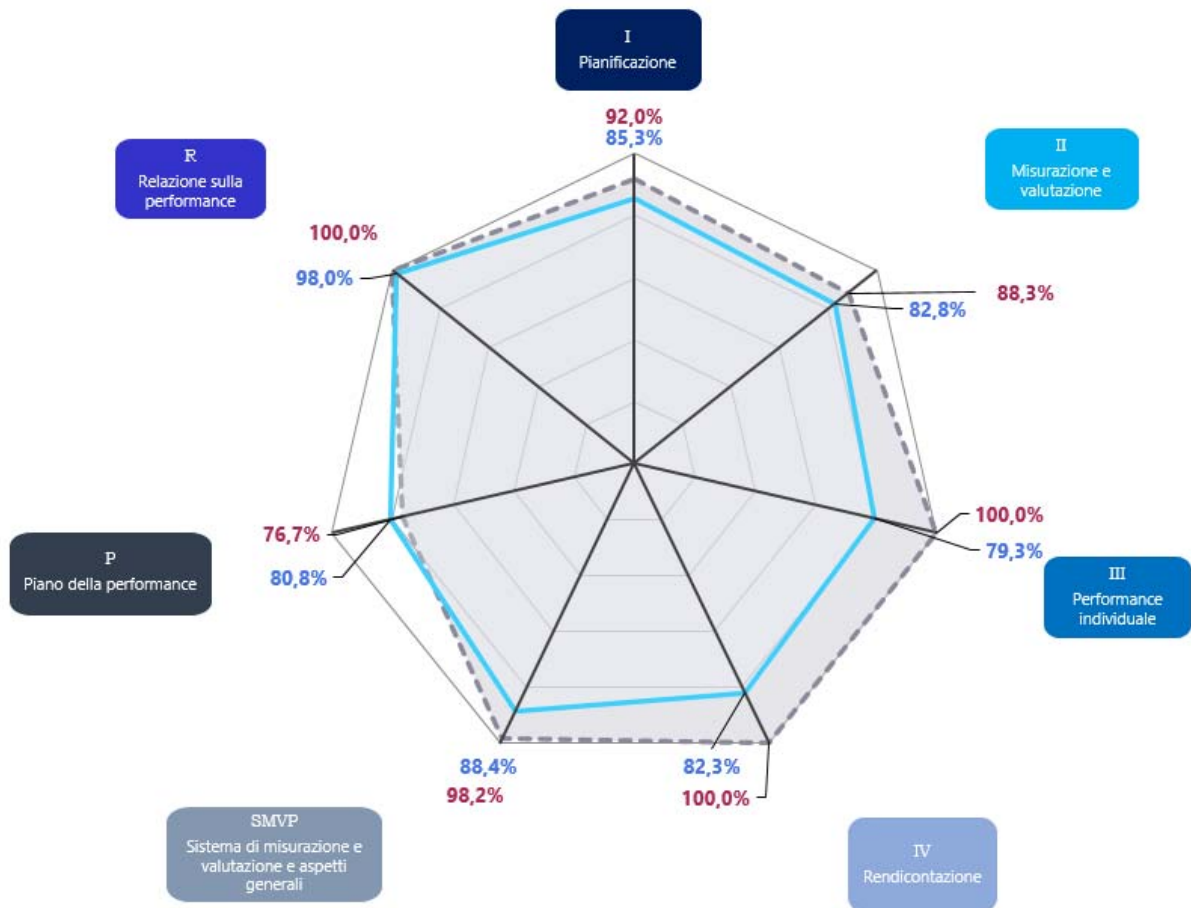 I
Pianificazione
92,0%
85,3%
II
Misurazione e
valutazione
88,3%
82,8%
100,0%
79,3%
III
Performance
individuale
82,3%
100,0%
IV
Rendicontazione
88,4%
98,2%
SMVP
Sistema di misurazione e
valutazione e aspetti
generali
76,7%
80,8%
P
Piano della performance
R
Relazione sulla
performance
100,0%
98,0%